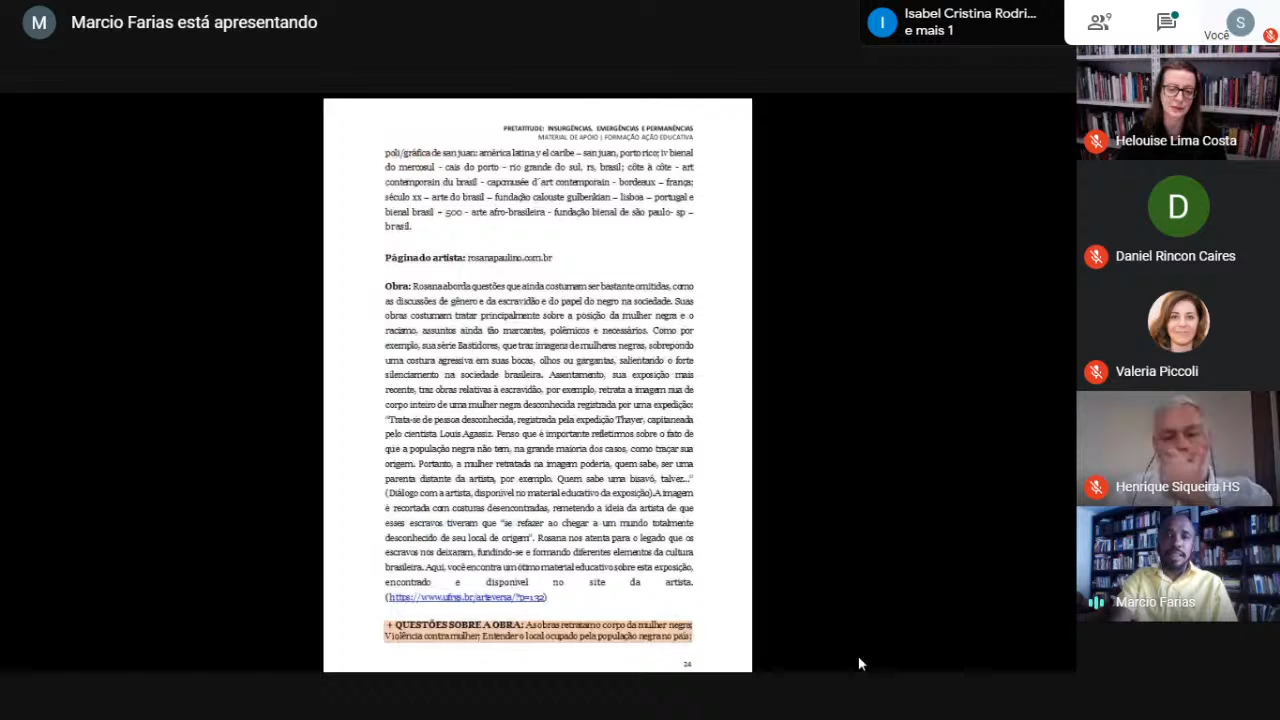 M
Marcio Farias está apresentando
I
Isabel Cristina Rodri...
e mais 1
9
S
Você
PRETATITUDE: INSURGÊNCIAS, EMERGÊNCIAS E PERMANÊNCIAS
MATERIAL DE APOIO | FORMAÇÃO AÇÃO EDUCATIVA
poli/gráfica de san juan: américa latina y el caribe – san juan, porto rico; iv bienal
do mercosul - cais do porto - rio grande do sul, rs, brasil; côte à côte - art
contemporain du brasil - capcmusée d´art contemporain - bordeaux – frança;
século xx – arte do brasil – fundação calouste gulbenkian – lisboa – portugal e
bienal brasil + 500 - arte afro-brasileira - fundação bienal de são paulo- sp –
brasil.
Página do artista: rosanapaulino.com.br
Obra: Rosana aborda questões que ainda costumam ser bastante omitidas, como
as discussões de gênero e da escravidão e do papel do negro na sociedade. Suas
obras costumam tratar principalmente sobre a posição da mulher negra e o
racismo, assuntos ainda tão marcantes, polêmicos e necessários. Como por
exemplo, sua série Bastidores, que traz imagens de mulheres negras, sobrepondo
uma costura agressiva em suas bocas, olhos ou gargantas, salientando o forte
silenciamento na sociedade brasileira. Assentamento, sua exposição mais
recente, traz obras relativas à escravidão, por exemplo, retrata a imagem nua de
corpo inteiro de uma mulher negra desconhecida registrada por uma expedição:
"Trata-se de pessoa desconhecida, registrada pela expedição Thayer, capitaneada
pelo cientista Louis Agassiz. Penso que é importante refletirmos sobre o fato de
que a população negra não tem, na grande maioria dos casos, como traçar sua
origem. Portanto, a mulher retratada na imagem poderia, quem sabe, ser uma
parenta distante da artista, por exemplo. Quem sabe uma bisavó, talvez..."
(Diálogo com a artista, disponível no material educativo da exposição).A imagem
é recortada com costuras desencontradas, remetendo a ideia da artista de que
esses escravos tiveram que "se refazer ao chegar a um mundo totalmente
desconhecido de seu local de origem". Rosana nos atenta para o legado que os
escravos nos deixaram, fundindo-se e formando diferentes elementos da cultura
brasileira. Aqui, você encontra um ótimo material educativo sobre esta exposição,
encontrado e disponível no site da artista.
(https://www.ufrgs.br/arteversa/?p=132)
+ QUESTÕES SOBRE A OBRA: As obras retratam o corpo da mulher negra;
Violência contra mulher; Entender o local ocupado pela população negra no país;
24
Helouise Lima Costa
D
Daniel Rincon Caires
Valeria Piccoli
Henrique Siqueira HS
Marcio Farias